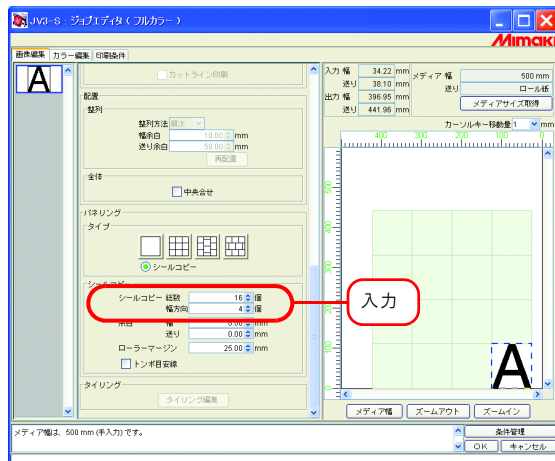 JV3-S : ジョブエディタ ( フルカラー )
Mimaki
画像編集 カラー編集 印刷条件
A
カットライン印刷
配置
整列
整列方法 順次
幅余白 10.00 mm
送り余白 50.00 mm
再配置
全体
中央合せ
パネリング
タイプ
シールコピー
シールコピー
シールコピー 総数 16 個
幅方向 4 個
余白 幅 0.00 mm
送り 0.00 mm
ローラーマージン 25.00 mm
トンボ目安線
タイリング
タイリング編集
入力 幅 34.22 mm
送り 38.10 mm
出力 幅 396.95 mm
送り 441.96 mm
メディア 幅 500 mm
送り ロール紙
メディアサイズ取得
カーソルキー移動量 1 mm
400 300 200 100
500
400
300
200
100
0
入力
A
メディア幅 ズームアウト ズームイン
メディア幅は、500 mm (手入力) です。
条件管理
OK キャンセル